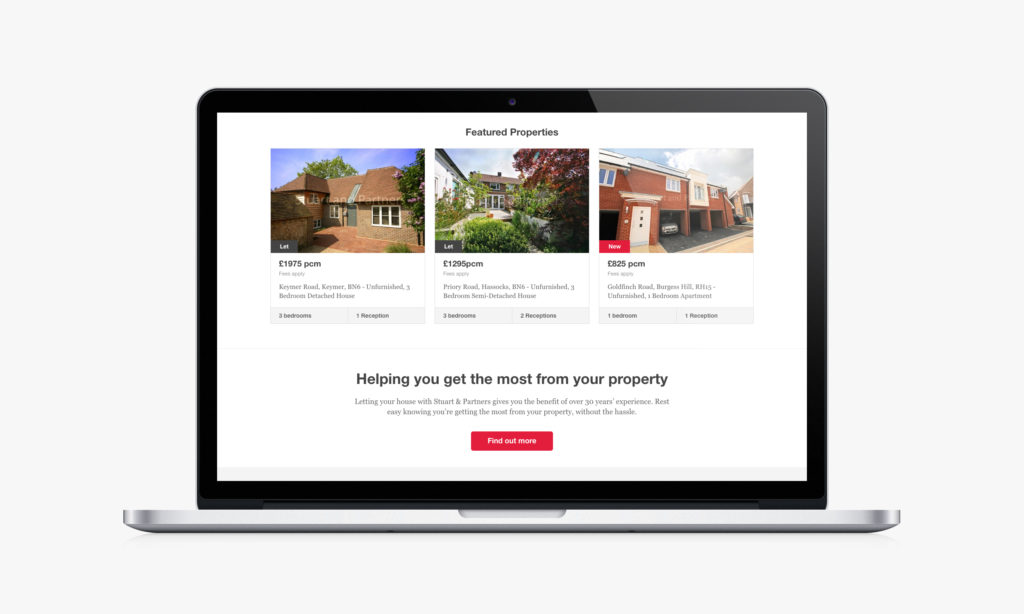 Featured Properties
Let
£1975 pcm
Fees apply
Keymer Road, Keymer, BN6 - Unfurnished, 3
Bedroom Detached House
3 bedrooms
1 Reception
Let
£1295pcm
Fees apply
Priory Road, Hassocks, BN6 - Unfurnished, 3
Bedroom Semi-Detached House
3 bedrooms
2 Receptions
New
£825 pcm
Fees apply
Goldfinch Road, Burgess Hill, RH15 -
Unfurnished, 1 Bedroom Apartment
1 bedroom
1 Reception
Helping you get the most from your property
Letting your house with Stuart & Partners gives you the benefit of over 30 years' experience. Rest
easy knowing you're getting the most from your property, without the hassle.
Find out more